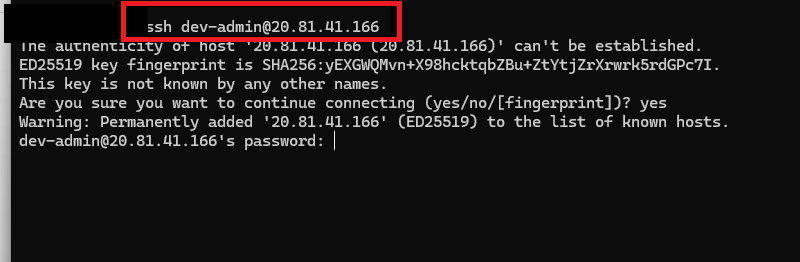 ssh dev-admin@20.81.41.166
The authenticity of host '20.81.41.166 (20.81.41.166)' can't be established.
ED25519 key fingerprint is SHA256:yEXGWQMvn+X98hcktqbZBu+ZtYtjZrXrwrk5rdGPc7I.
This key is not known by any other names.
Are you sure you want to continue connecting (yes/no/[fingerprint])? yes
Warning: Permanently added '20.81.41.166' (ED25519) to the list of known hosts.
dev-admin@20.81.41.166's password: